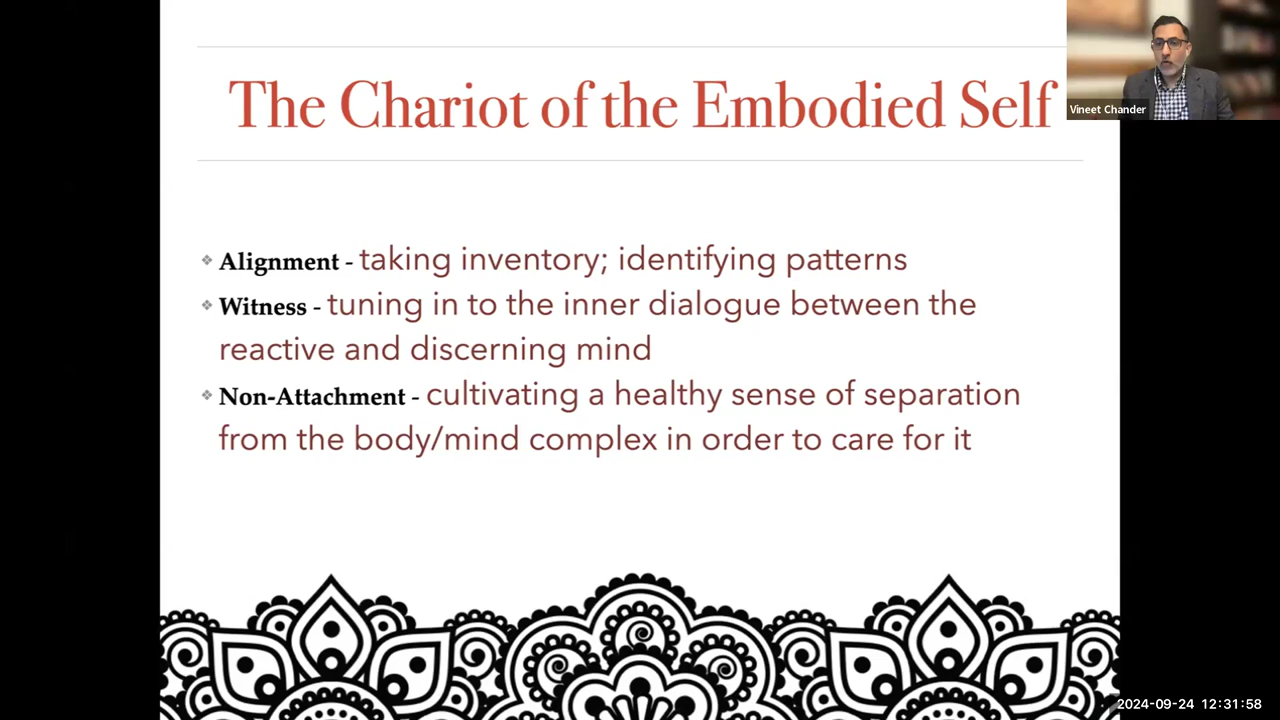 The Chariot of the Embodied Self
Vineet Chander
❖ Alignment - taking inventory; identifying patterns
❖ Witness - tuning in to the inner dialogue between the
reactive and discerning mind
❖ Non-Attachment - cultivating a healthy sense of separation
from the body/mind complex in order to care for it
2024-09-24 12:31:58